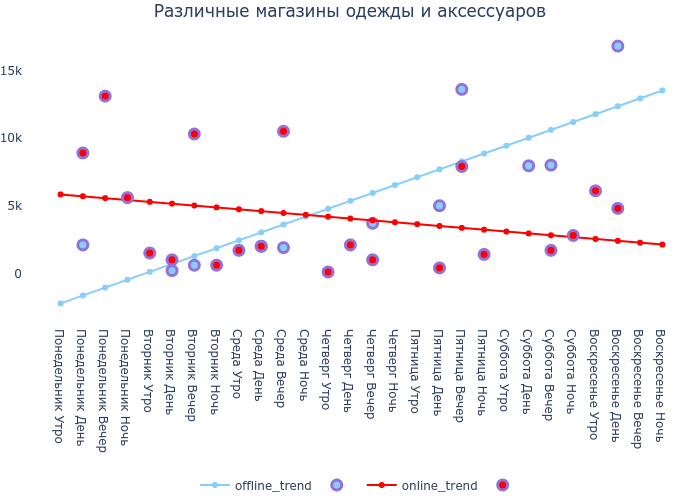 Различные магазины одежды и аксессуаров
15k
10k
5k
0
Понедельник Утро
Понедельник День
Понедельник Вечер
Понедельник Ночь
Вторник Утро
Вторник День
Вторник Вечер
Вторник Ночь
Среда Утро
Среда День
Среда Вечер
Среда Ночь
Четверг Утро
Четверг День
Четверг Вечер
Четверг Ночь
Пятница Утро
Пятница День
Пятница Вечер
Пятница Ночь
Суббота Утро
Суббота День
Суббота Вечер
Суббота Ночь
Воскресенье Утро
Воскресенье День
Воскресенье Вечер
Воскресенье Ночь
offline_trend
online_trend